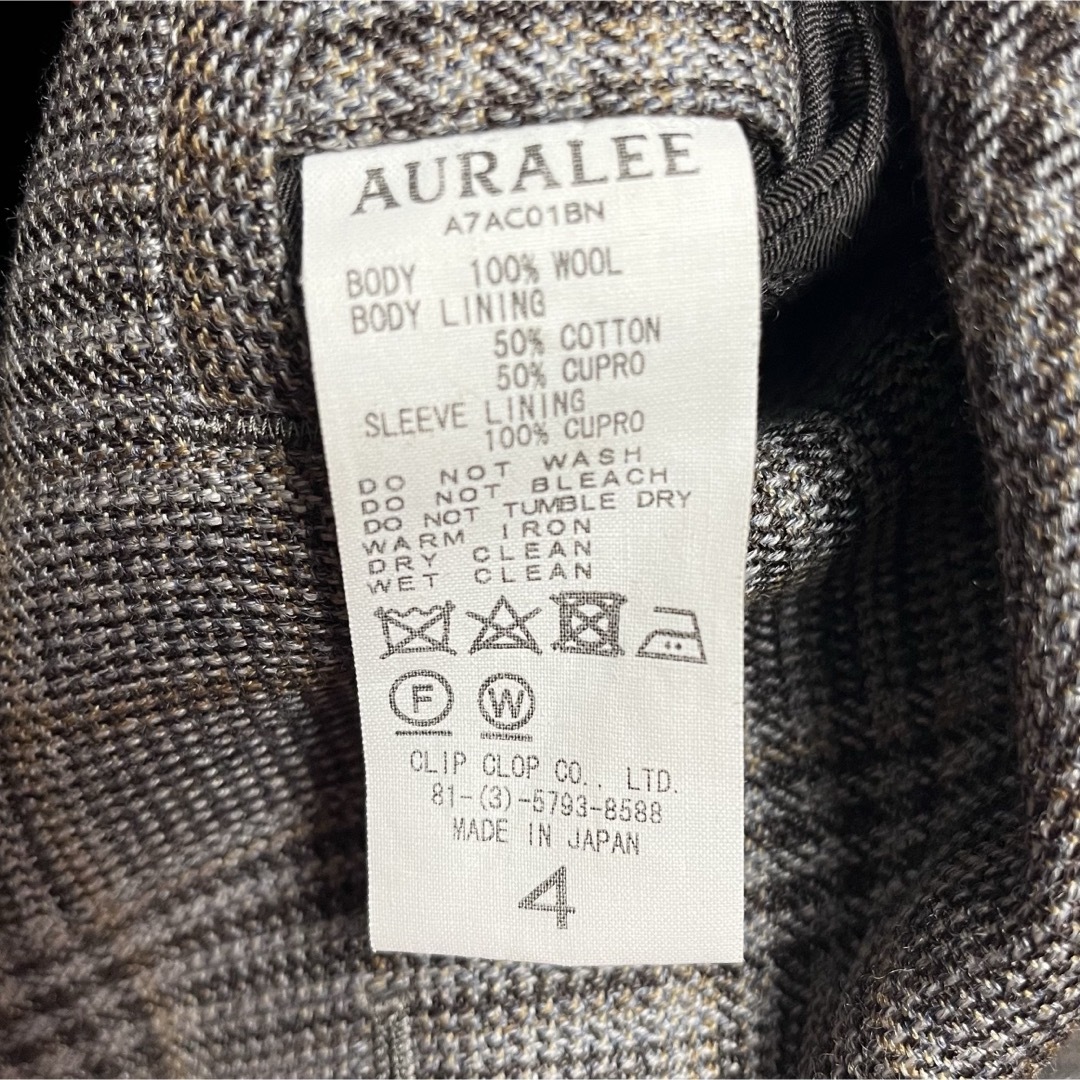 AURALEE
A7AC01BN
BODY 100% WOOL
BODY LINING
50% COTTON
50% CUPRO
SLEEVE LINING
100% CUPRO
DO NOT WASH
DO NOT BLEACH
DO NOT TUMBLE DRY
WARM IRON
DRY CLEAN
WET CLEAN
F W
CLIP CLOP CO., LTD.
81-(3)-5793-8588
MADE IN JAPAN
4